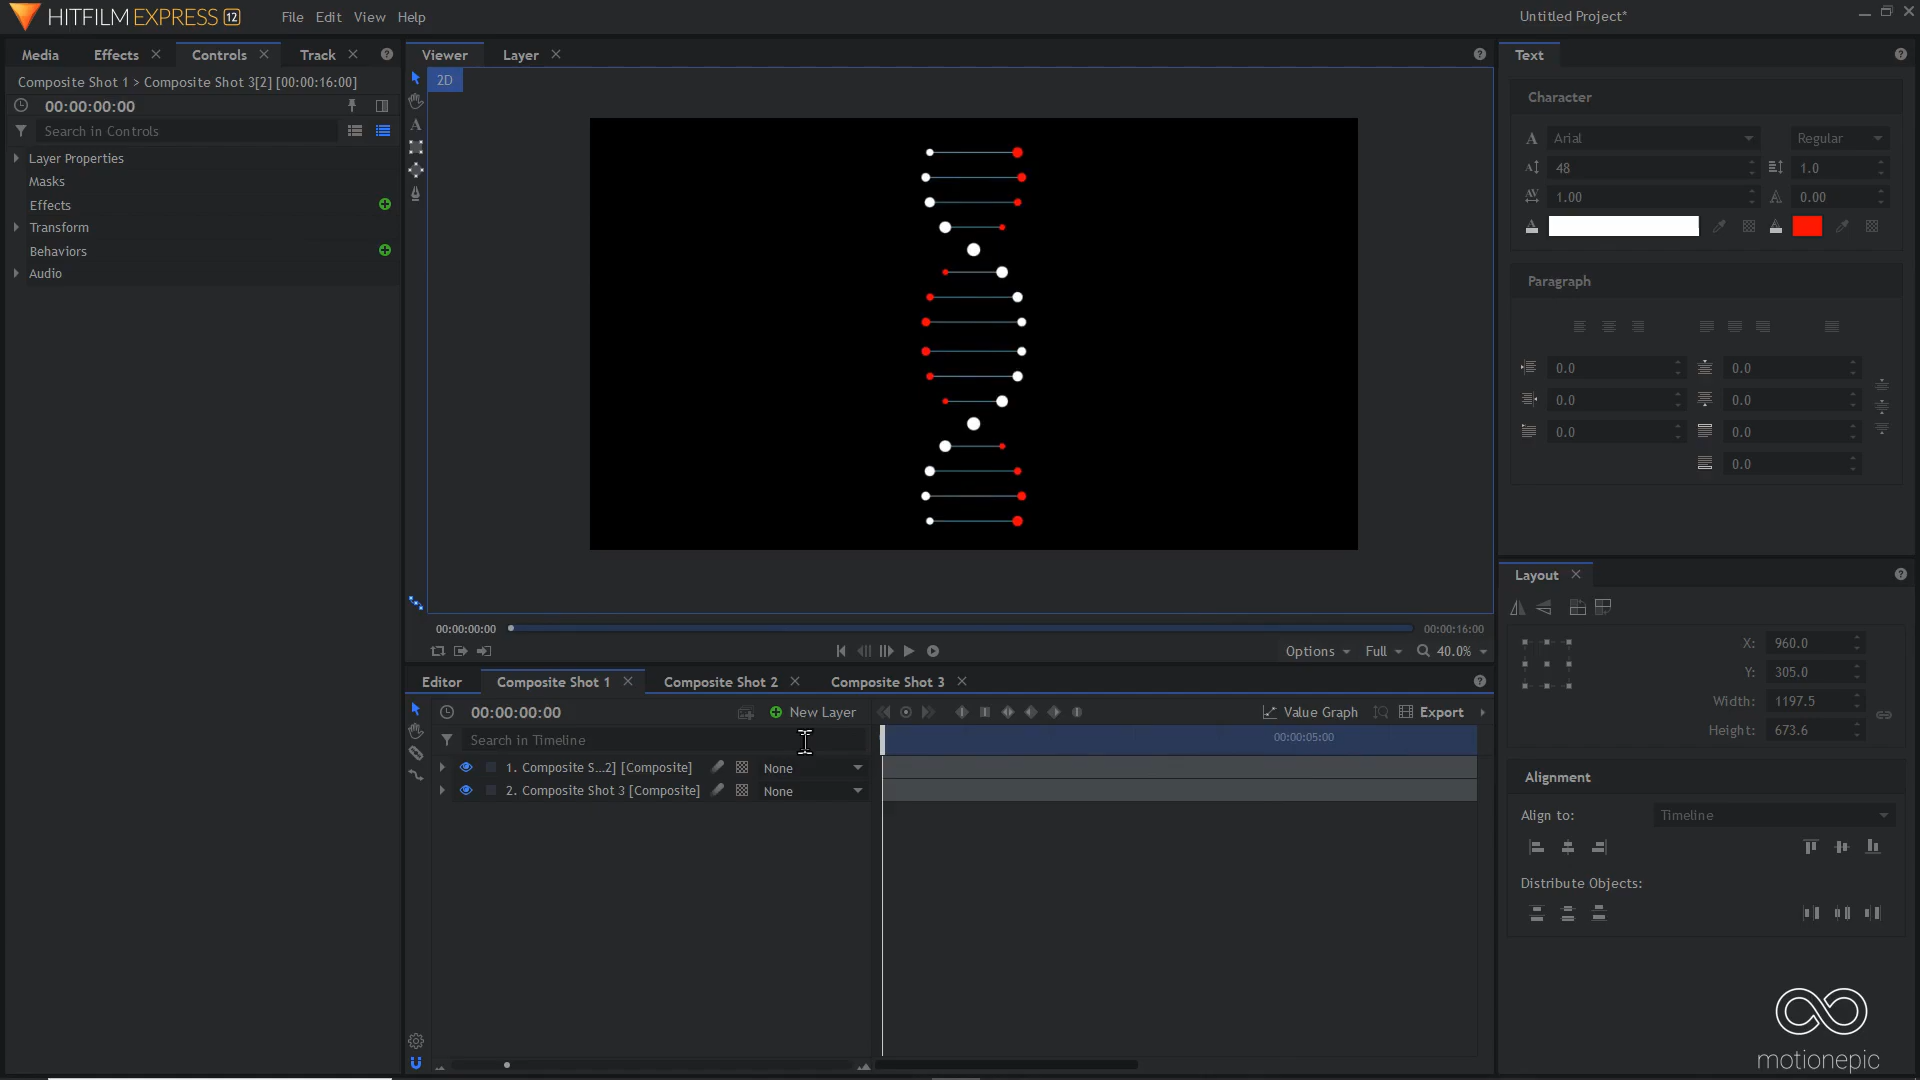 HITFILM EXPRESS 12
File Edit View Help
Untitled Project*
Media Effects Controls Track
Composite Shot 1 > Composite Shot 3[2] [00:00:16:00]
00:00:00:00
Search in Controls
Layer Properties
Masks
Effects
Transform
Behaviors
Audio
Viewer Layer
2D
00:00:00:00
00:00:16:00
Options Full 40.0%
Editor Composite Shot 1 Composite Shot 2 Composite Shot 3
00:00:00:00 New Layer
Value Graph Export
Search in Timeline
00:00:05:00
1. Composite S...2] [Composite] None
2. Composite Shot 3 [Composite] None
Text
Character
Arial Regular
48 1.0
1.00 0.00
Paragraph
0.0 0.0
0.0 0.0
0.0 0.0
0.0
Layout
X: 960.0
Y: 305.0
Width: 1197.5
Height: 673.6
Alignment
Align to: Timeline
Distribute Objects:
motionepic